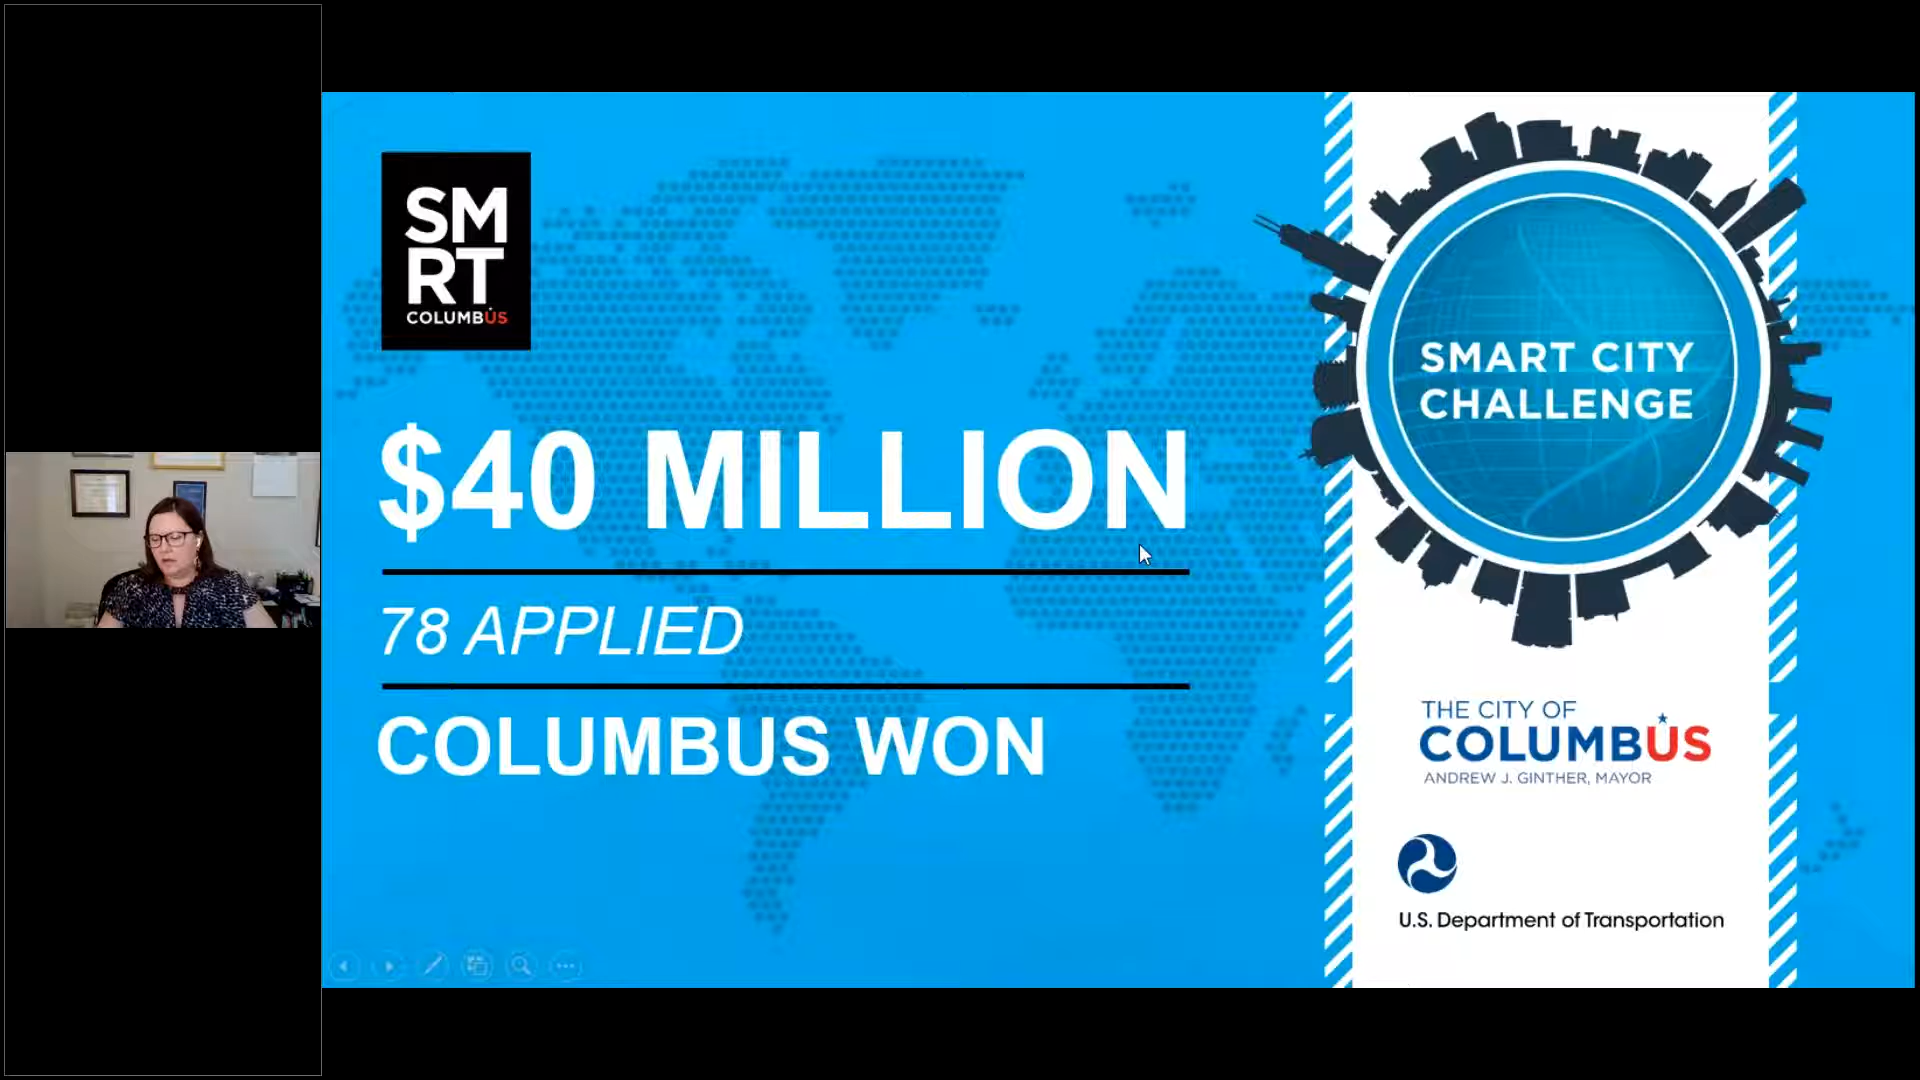 SM
RT
COLUMBUS
$40 MILLION
78 APPLIED
COLUMBUS WON
SMART CITY
CHALLENGE
THE CITY OF
COLUMBUS
ANDREW J. GINTHER, MAYOR
U.S. Department of Transportation